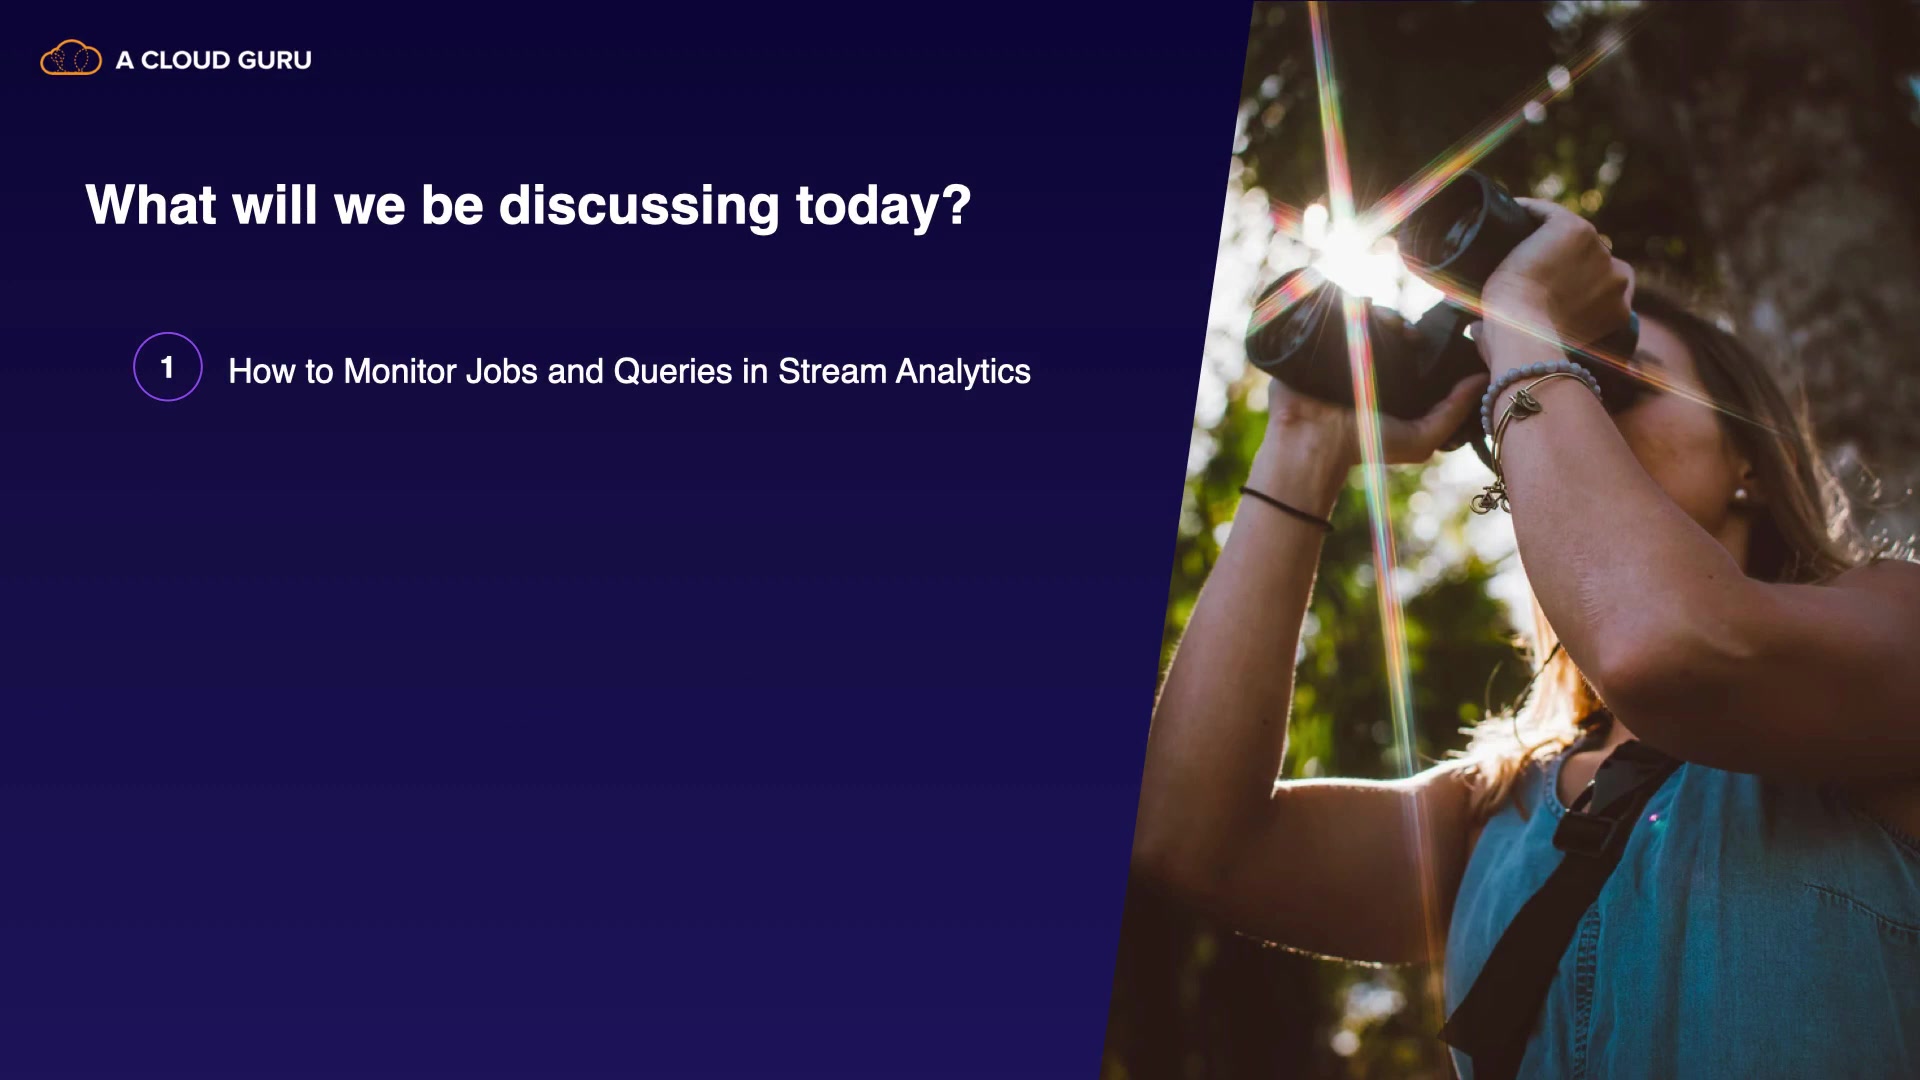 A CLOUD GURU
What will we be discussing today?
1 How to Monitor Jobs and Queries in Stream Analytics